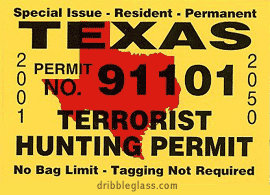 Special Issue - Resident - Permanent
TEXAS
2001
PERMIT NO. 91101
2050
TERRORIST
HUNTING PERMIT
No Bag Limit - Tagging Not Required
dribbleglass.com